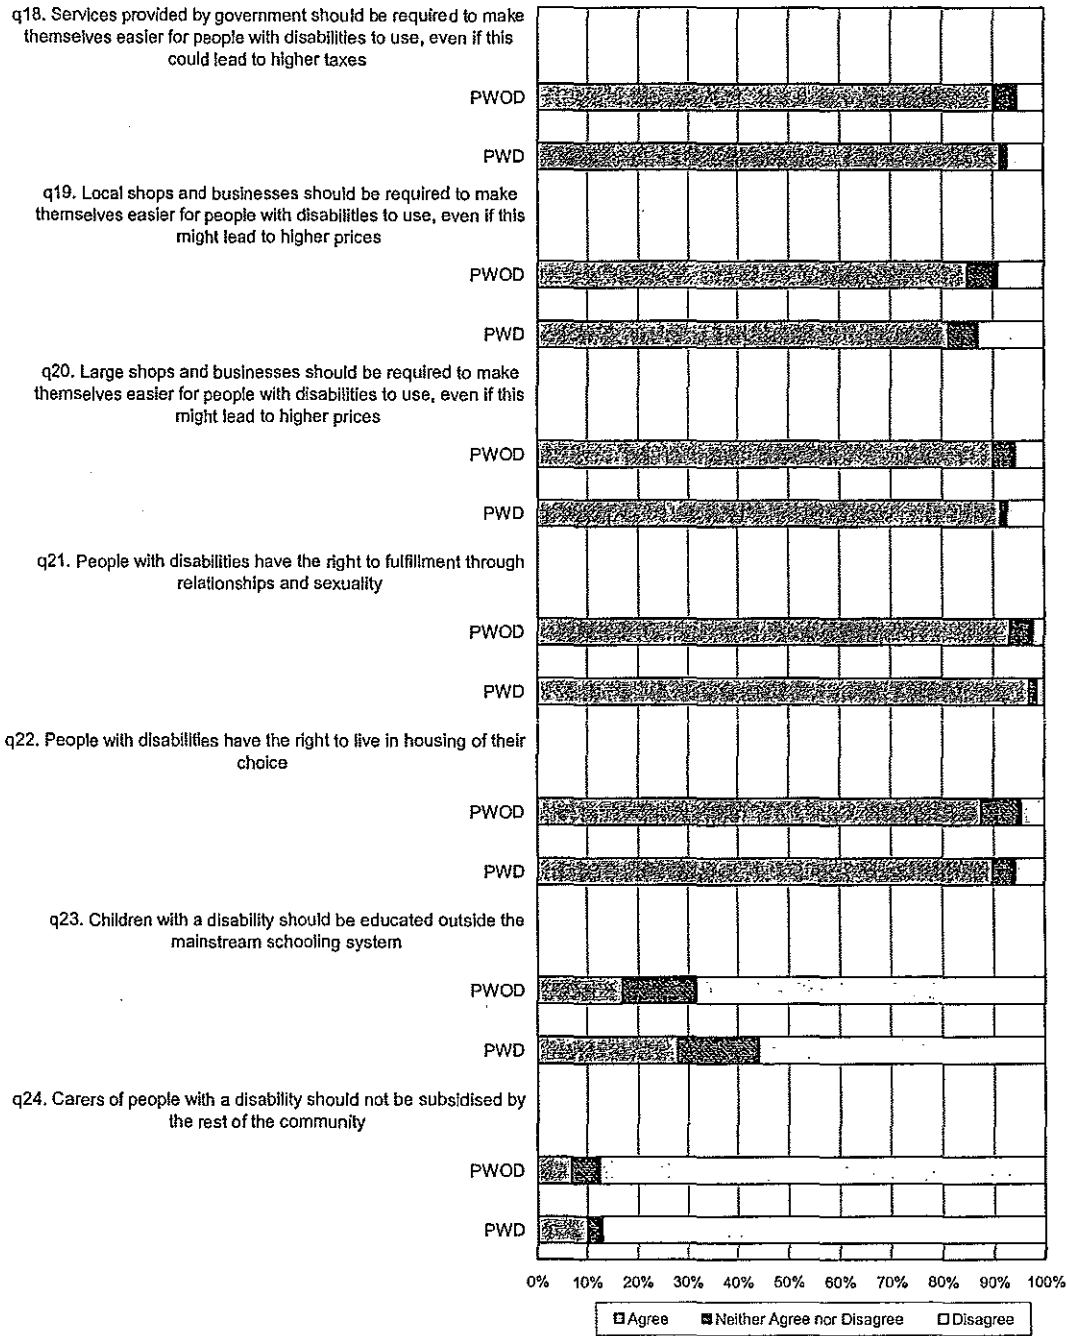 q18. Services provided by government should be required to make
themselves easier for people with disabilities to use, even if this
could lead to higher taxes
PWOD
PWD
q19. Local shops and businesses should be required to make
themselves easier for people with disabilities to use, even if this
might lead to higher prices
PWOD
PWD
q20. Large shops and businesses should be required to make
themselves easier for people with disabilities to use, even if this
might lead to higher prices
PWOD
PWD
q21. People with disabilities have the right to fulfillment through
relationships and sexuality
PWOD
PWD
q22. People with disabilities have the right to live in housing of their
choice
PWOD
PWD
q23. Children with a disability should be educated outside the
mainstream schooling system
PWOD
PWD
q24. Carers of people with a disability should not be subsidised by
the rest of the community
PWOD
PWD
0% 10% 20% 30% 40% 50% 60% 70% 80% 90% 100%
Agree Neither Agree nor Disagree Disagree